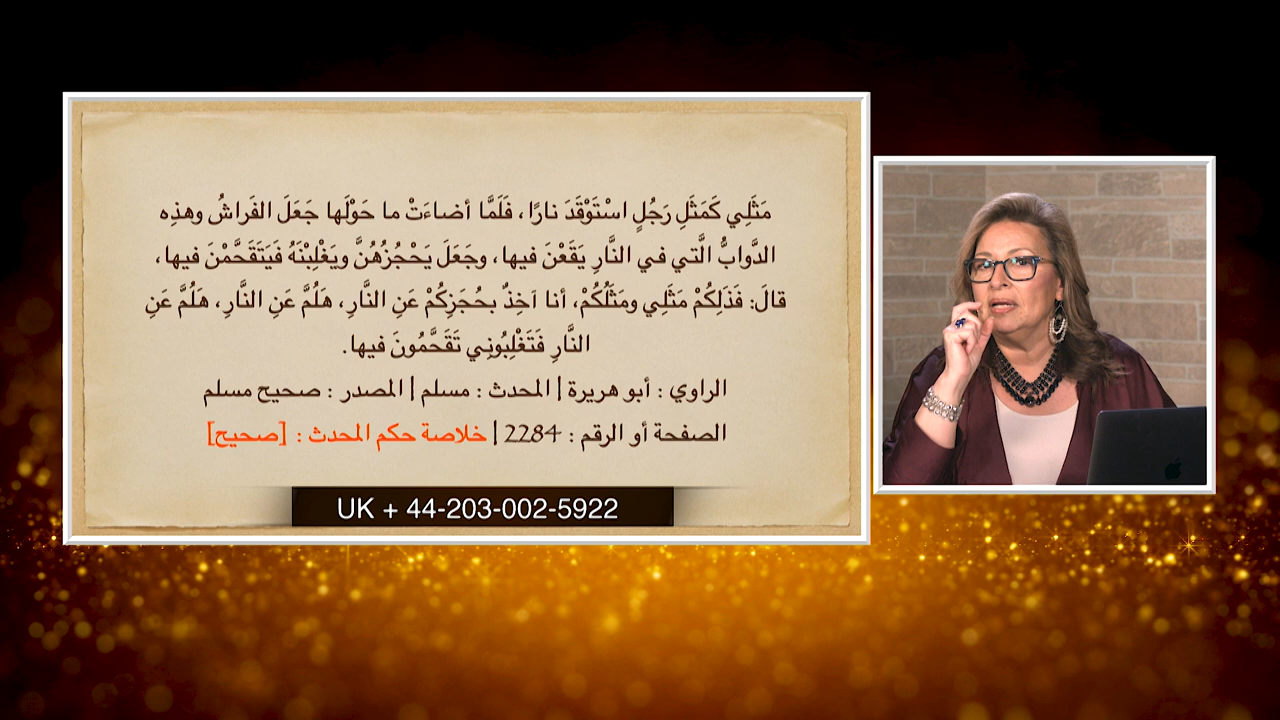 مَثَلِي كَمَثَلِ رَجُلٍ اسْتَوْقَدَ نارًا، فَلَمَّا أضاءَتْ ما حَوْلَها جَعَلَ الفَراشُ وهذِه
الدَّوابُّ الَّتي في النَّارِ يَقَعْنَ فيها، وجَعَلَ يَحْجُزُهُنَّ ويَغْلِبْنَهُ فَيَتَقَحَّمْنَ فيها،
قالَ: فَذَلِكُمْ مَثَلِي ومَثَلُكُمْ، أنا آخِذٌ بحُجَزِكُمْ عَنِ النَّارِ، هَلُمَّ عَنِ النَّارِ، هَلُمَّ عَنِ
النَّارِ فَتَغْلِبُونِي تَقَحَّمُونَ فيها.
الراوي : أبو هريرة | المحدث : مسلم | المصدر : صحيح مسلم
الصفحة أو الرقم : 2284 | خلاصة حكم المحدث : [صحيح]
UK + 44-203-002-5922